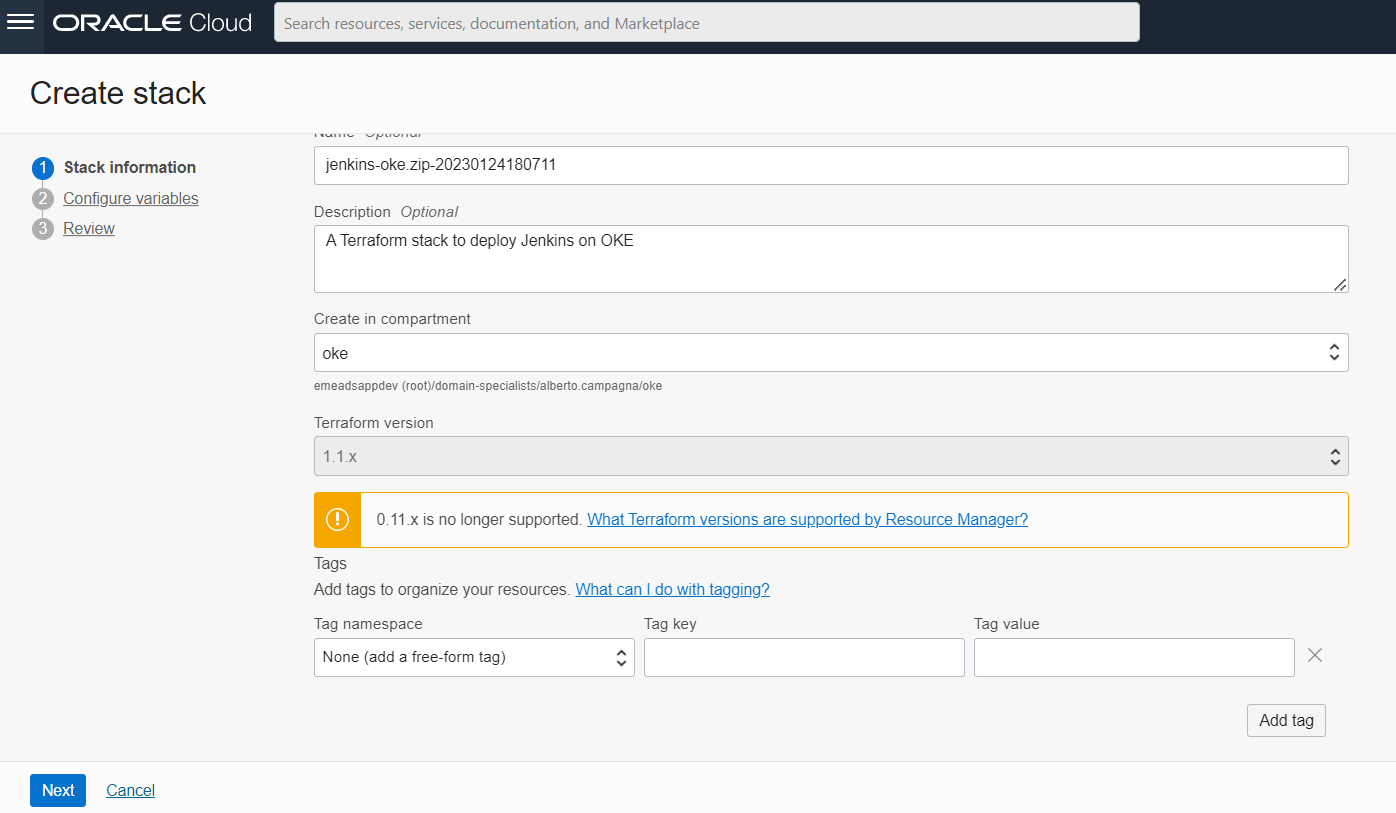 ORACLE Cloud
Search resources, services, documentation, and Marketplace
Create stack
1 Stack information
2 Configure variables
3 Review
Name Optional
jenkins-oke.zip-20230124180711
Description Optional
A Terraform stack to deploy Jenkins on OKE
Create in compartment
oke
emeadsappdev (root)/domain-specialists/alberto.campagna/oke
Terraform version
1.1.x
0.11.x is no longer supported. What Terraform versions are supported by Resource Manager?
Tags
Add tags to organize your resources. What can I do with tagging?
Tag namespace
Tag key
Tag value
None (add a free-form tag)
Add tag
Next
Cancel